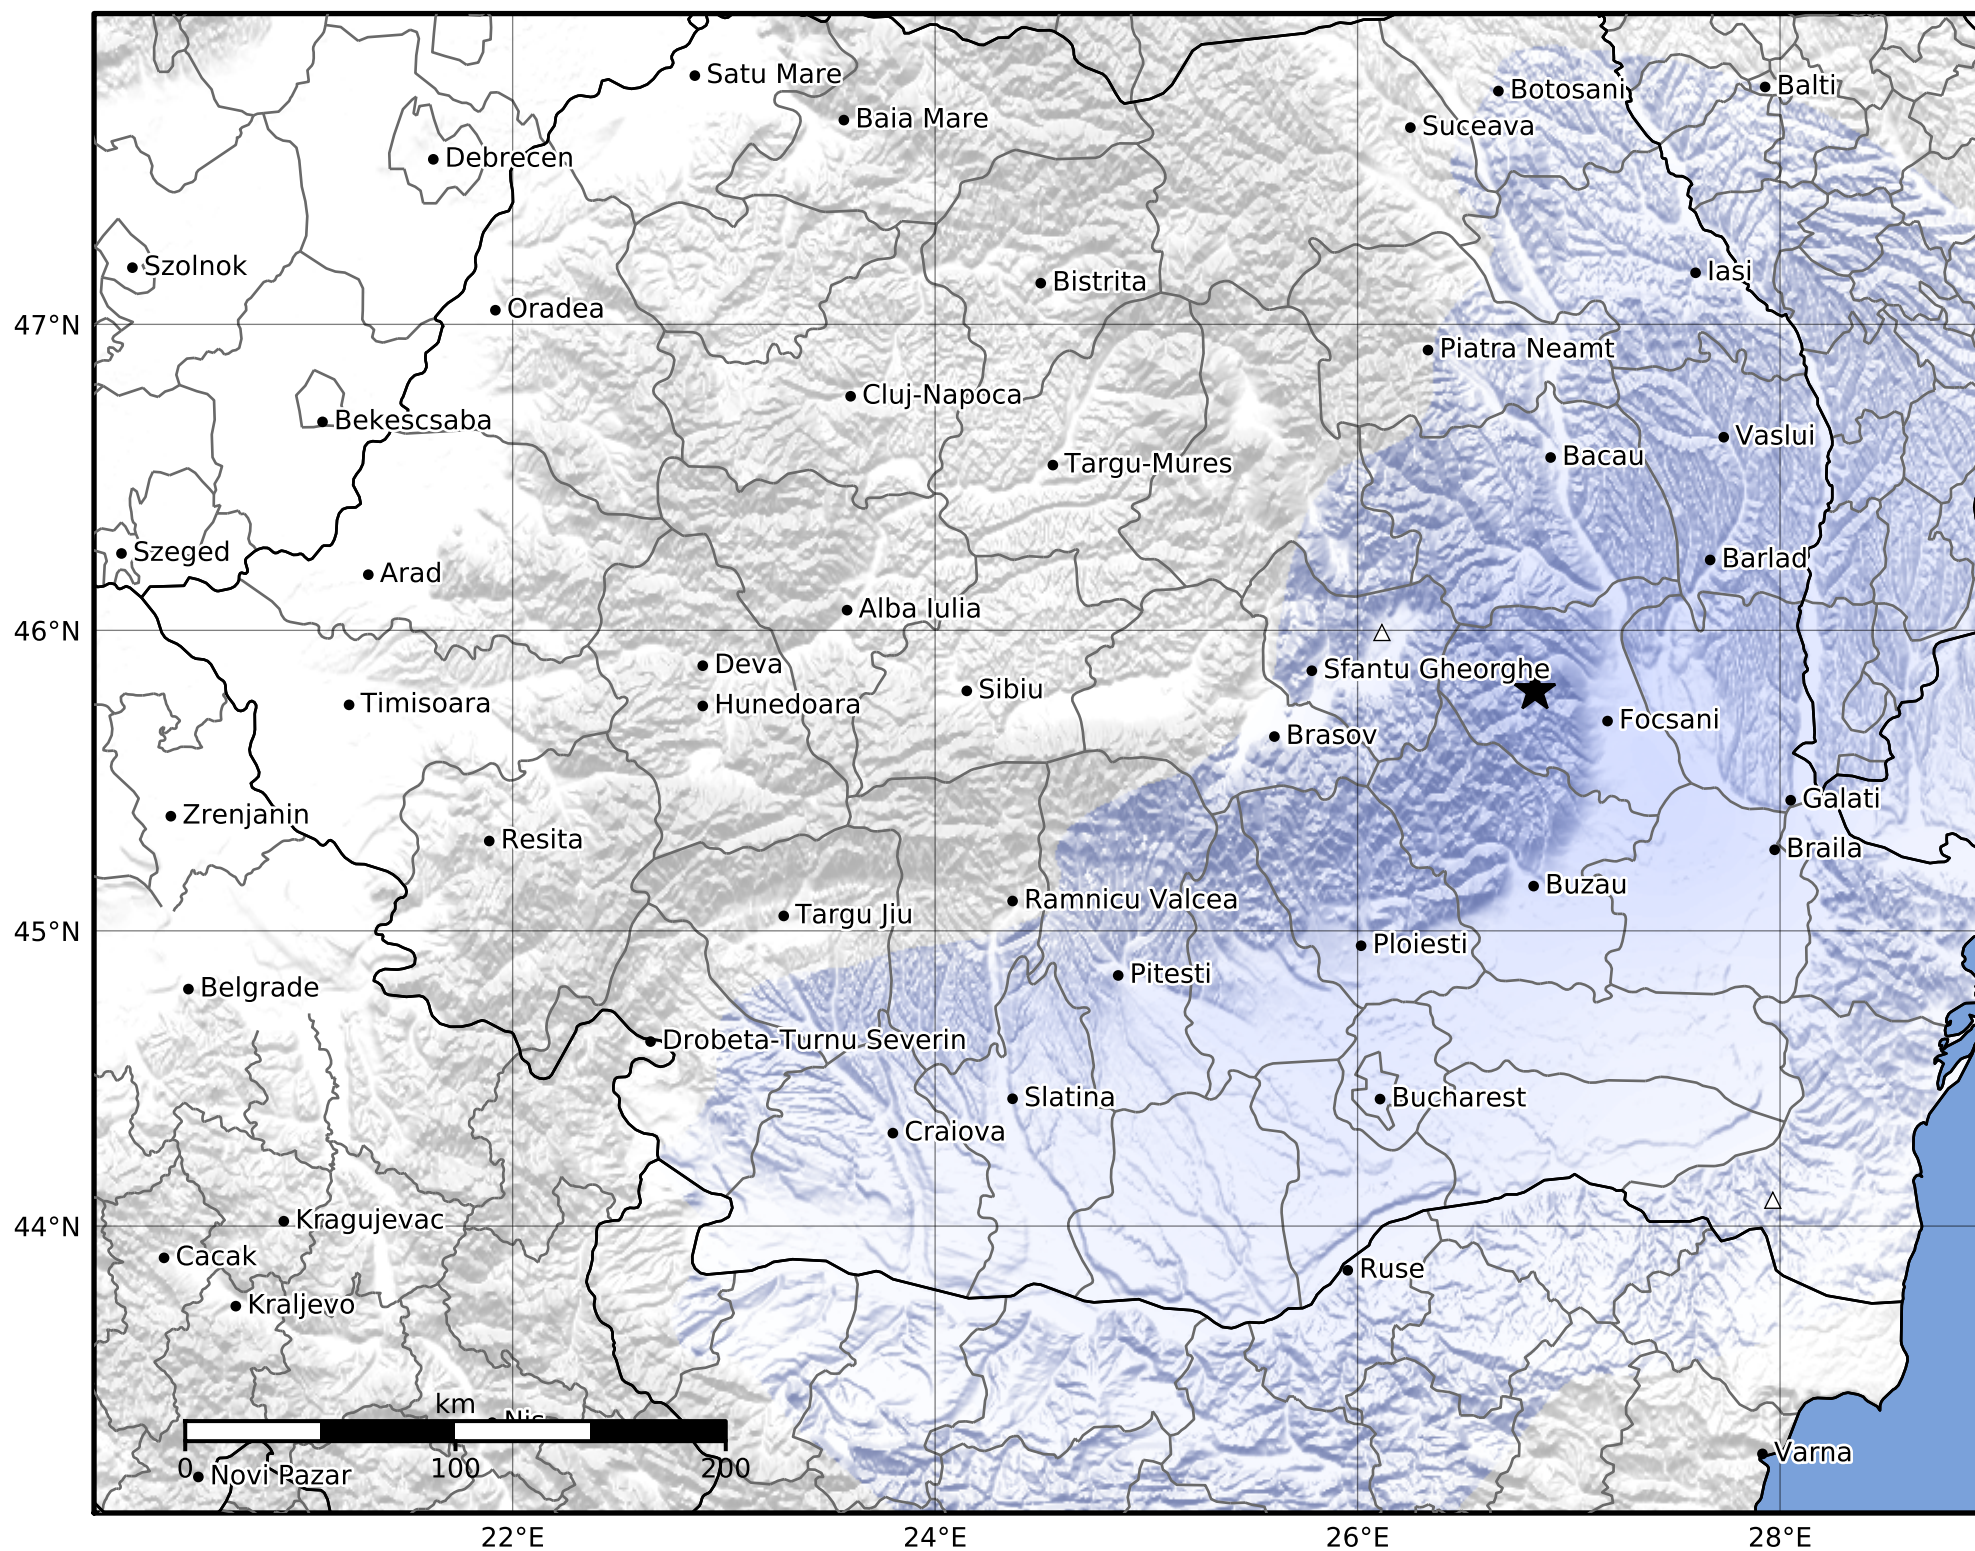 Satu Mare
Botosani
Balti
Baia Mare
Suceava
Debrecen
Szolnok
Iasi
Bistrita
Oradea
47°N
Piatra Neamt
Cluj-Napoca
Bekescsaba
Vaslui
Bacau
Targu-Mures
Szeged
Barlad
Arad
Alba Iulia
46°N
Deva
Sfantu Gheorghe
Sibiu
Timisoara
Hunedoara
Focsani
Brasov
Galati
Zrenjanin
Resita
Braila
Buzau
Ramnicu Valcea
Targu Jiu
45°N
Ploiesti
Pitesti
Belgrade
Drobeta-Turnu Severin
Slatina
Bucharest
Craiova
Kragujevac
44°N
Cacak
Ruse
Kraljevo
km
Nis
Varna
0 100 200
Novi Pazar
22°E 24°E 26°E 28°E